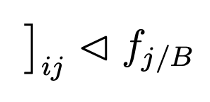 ]_{ij} ⊲ f_{j/B}